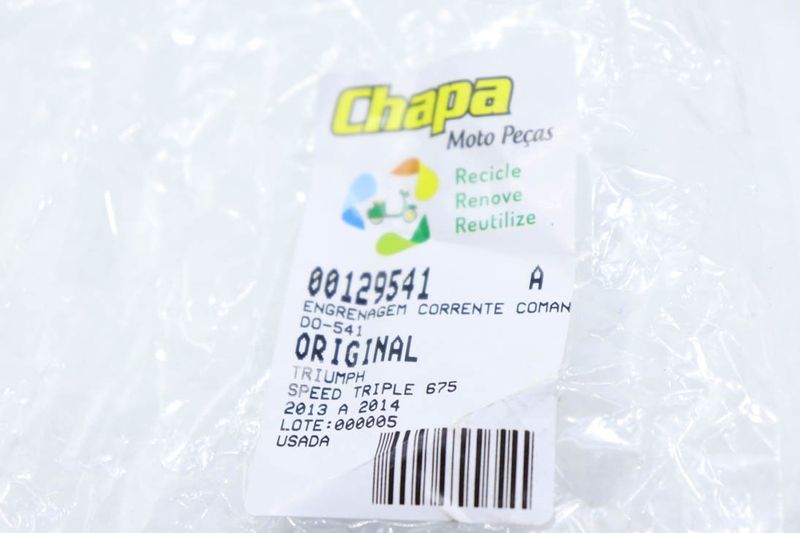 Chapa
Moto Peças
Recicle
Renove
Reutilize
00129541 A
ENGRENAGEM CORRENTE COMAN
DO-541
ORIGINAL
TRIUMPH
SPEED TRIPLE 675
2013 A 2014
LOTE:000005
USADA